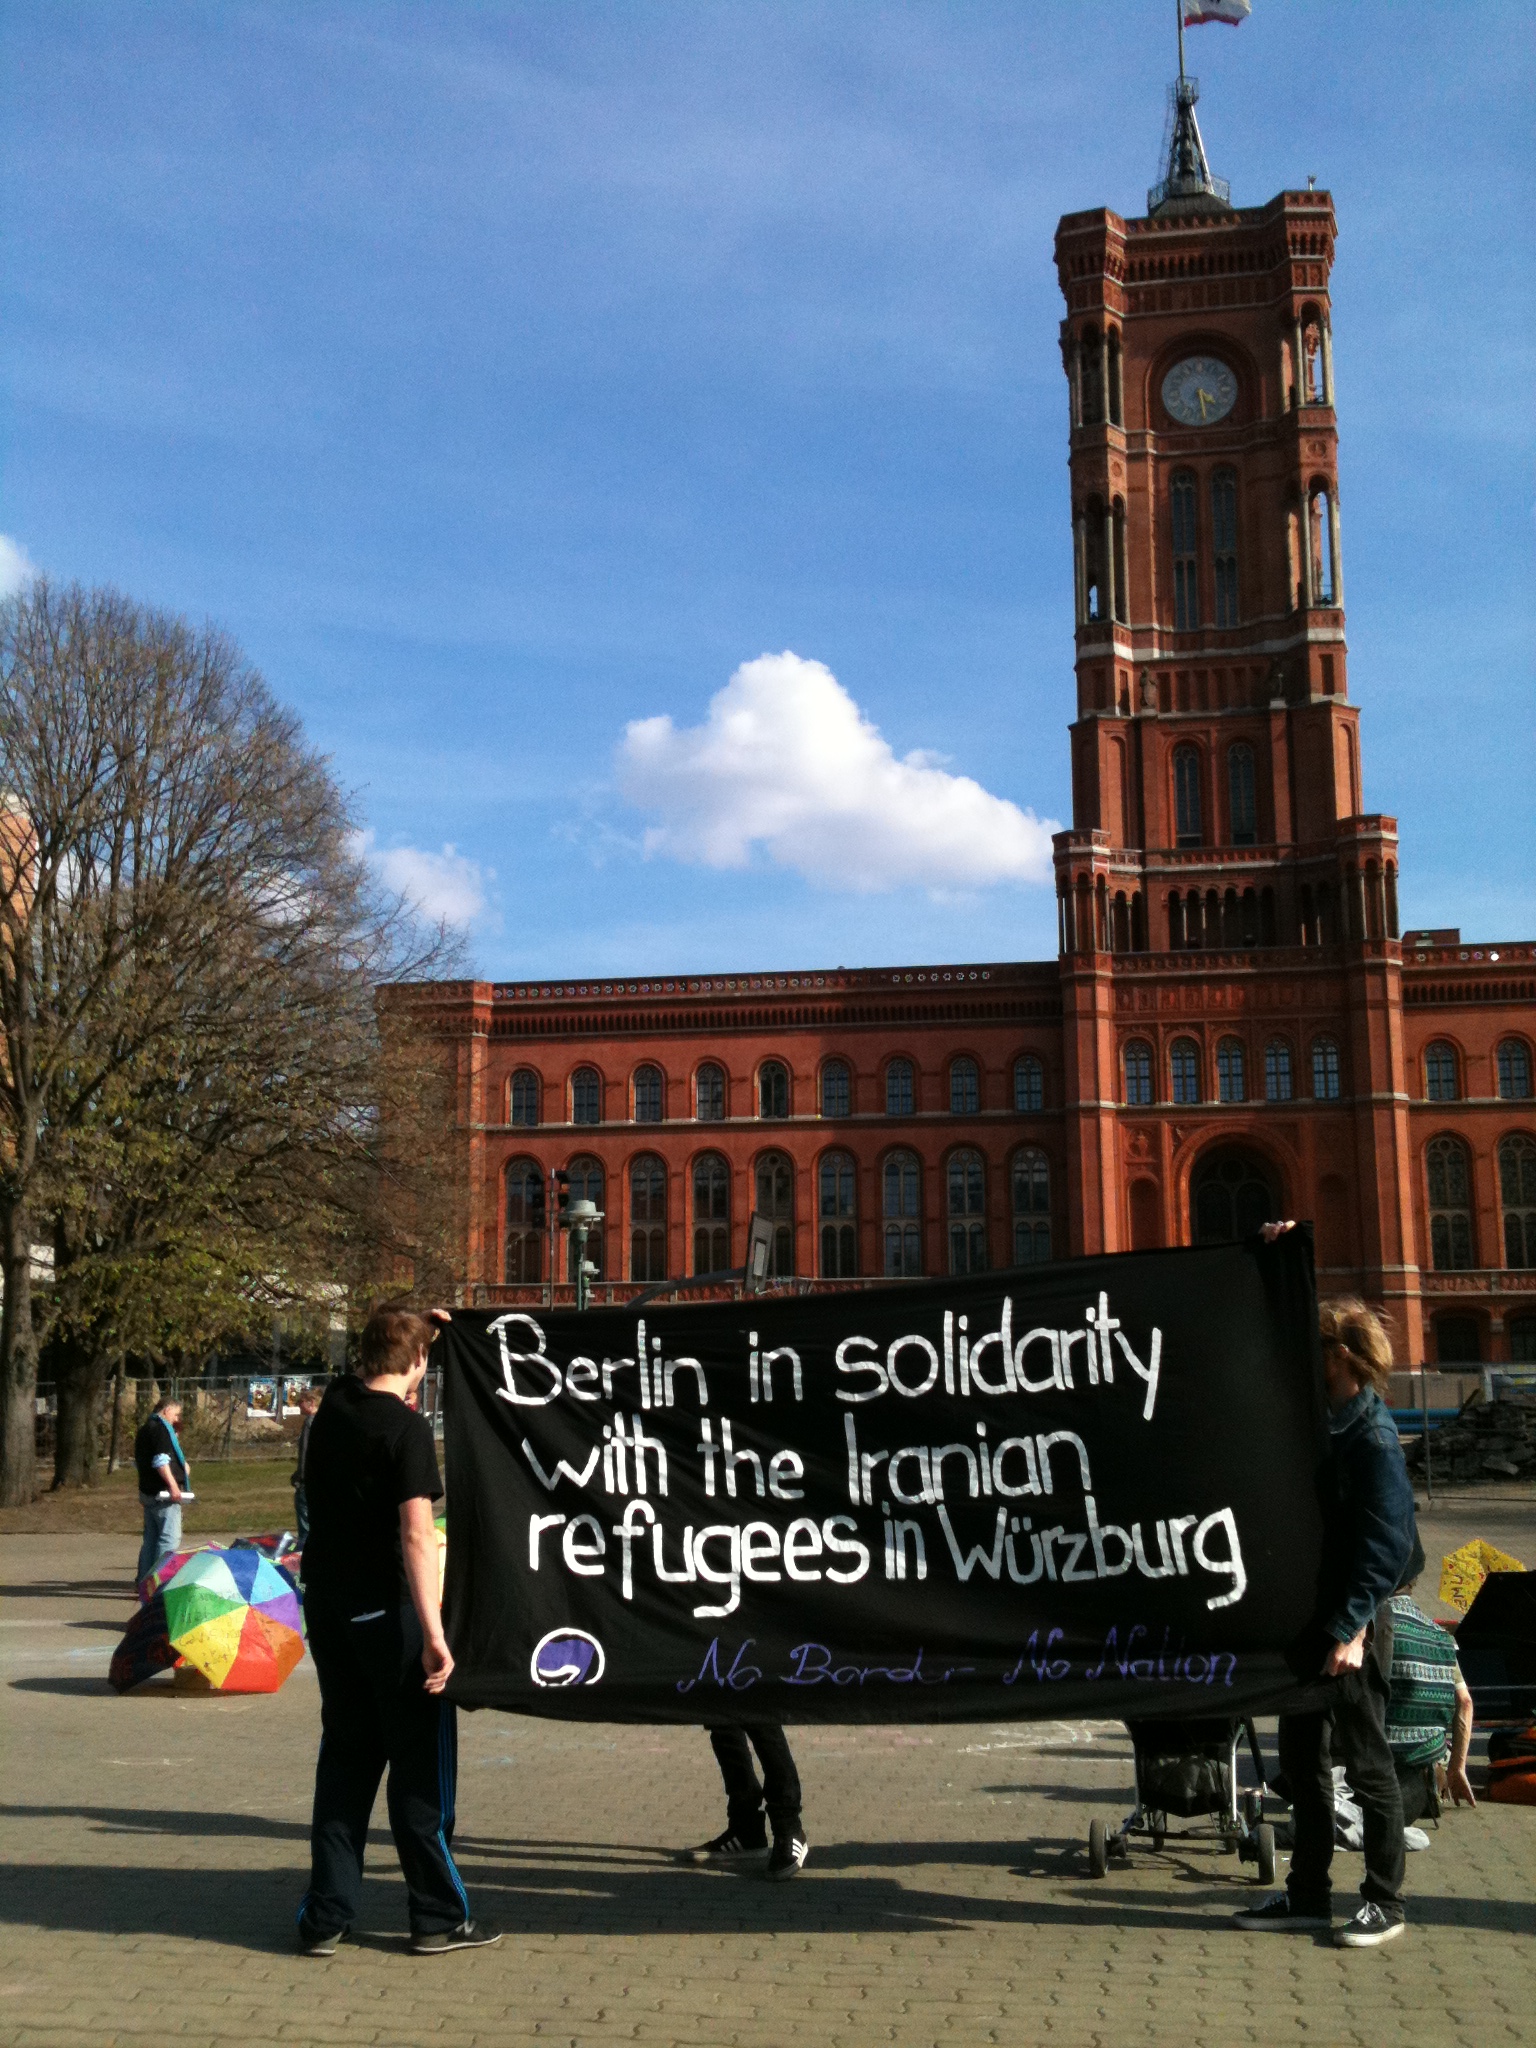 Berlin in solidarity
with the Iranian
refugees in Würzburg
No Border No Nation